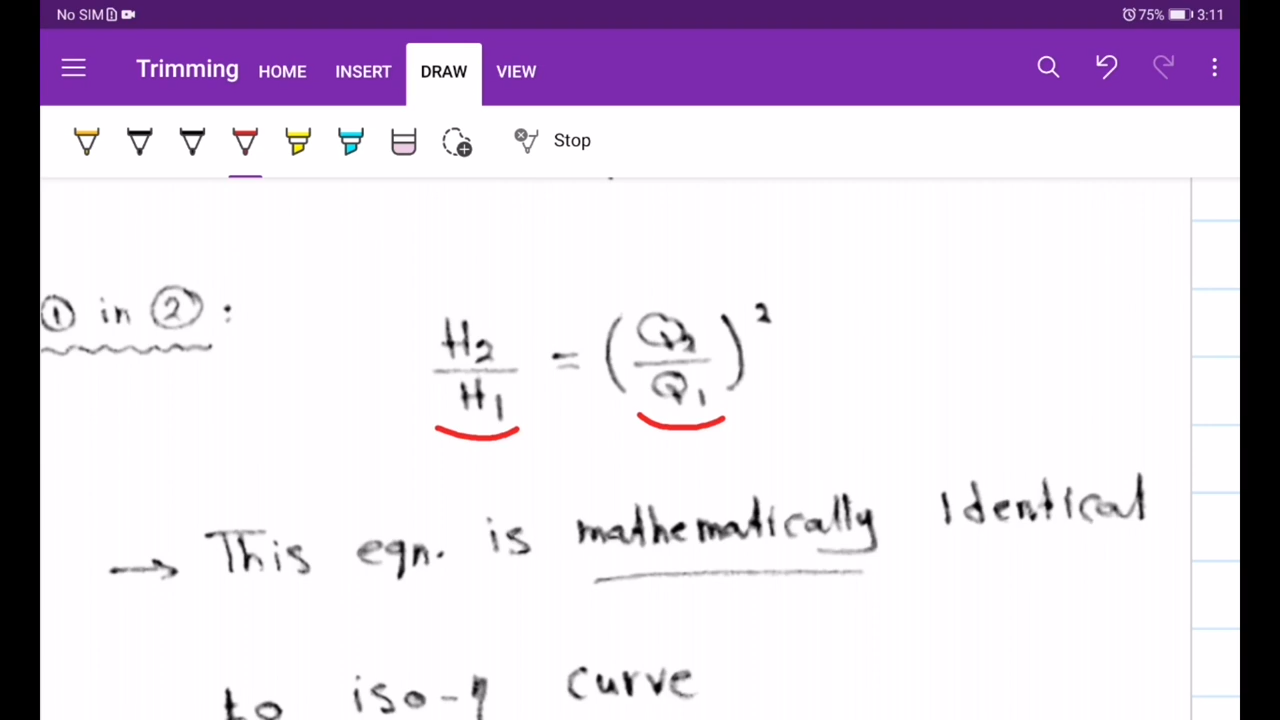 No SIM 75% 3:11
Trimming HOME INSERT DRAW VIEW
Stop
① in ② :
H₂/H₁ = (Q₂/Q₁)²
→ This eqn. is mathematically identical
to iso-η curve